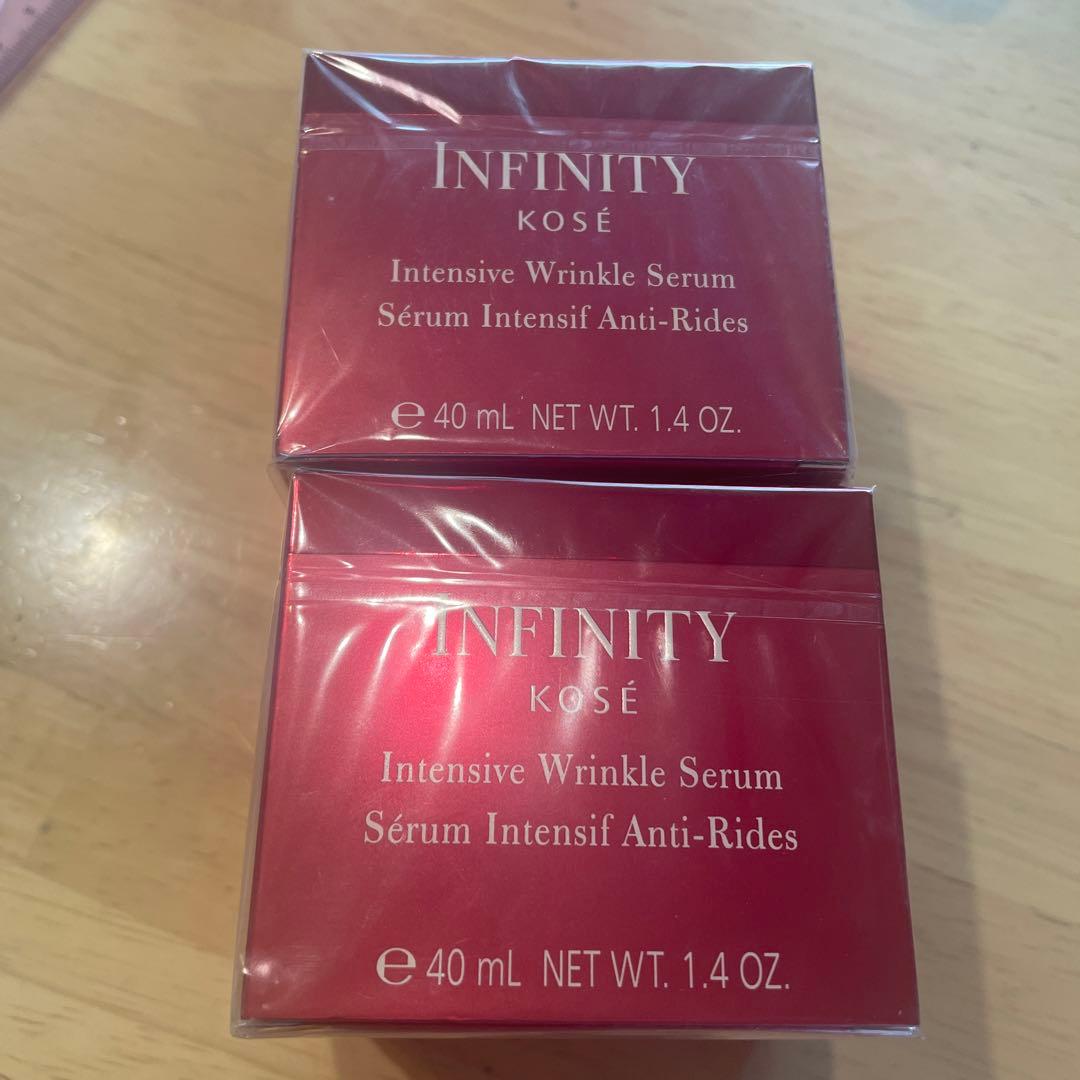 INFINITY
KOSÉ
Intensive Wrinkle Serum
Sérum Intensif Anti-Rides
℮ 40 mL NET WT. 1.4 OZ.
INFINITY
KOSÉ
Intensive Wrinkle Serum
Sérum Intensif Anti-Rides
℮ 40 mL NET WT. 1.4 OZ.